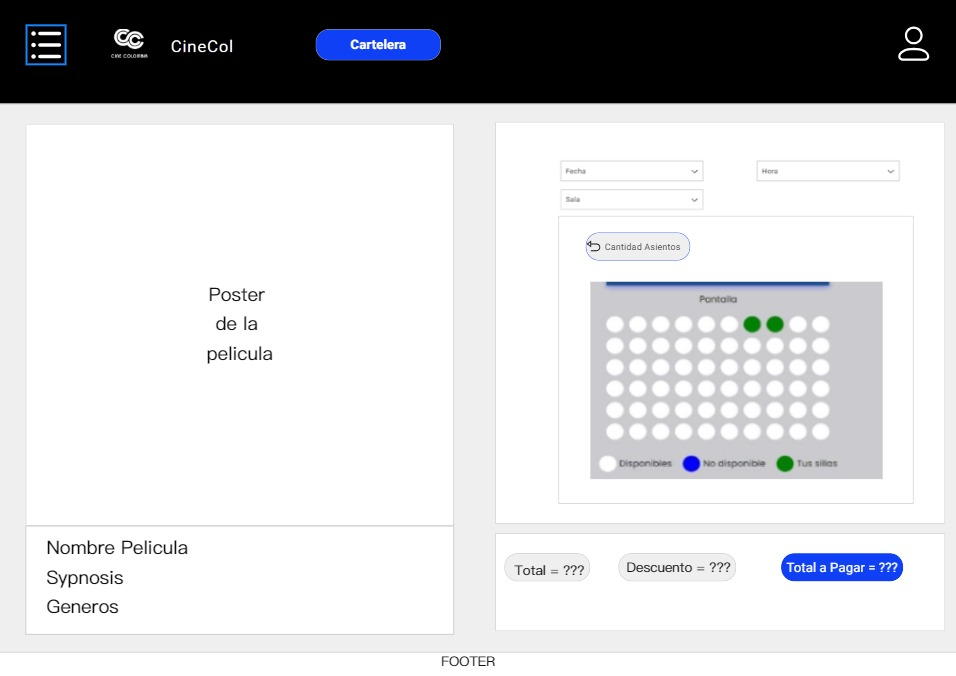 CINE COLOMBIA
CineCol
Cartelera
Poster
de la
pelicula
Nombre Pelicula
Sypnosis
Generos
Fecha
Hora
Sala
Cantidad Asientos
Pantalla
Disponibles
No disponible
Tus sillas
Total = ???
Descuento = ???
Total a Pagar = ???
FOOTER